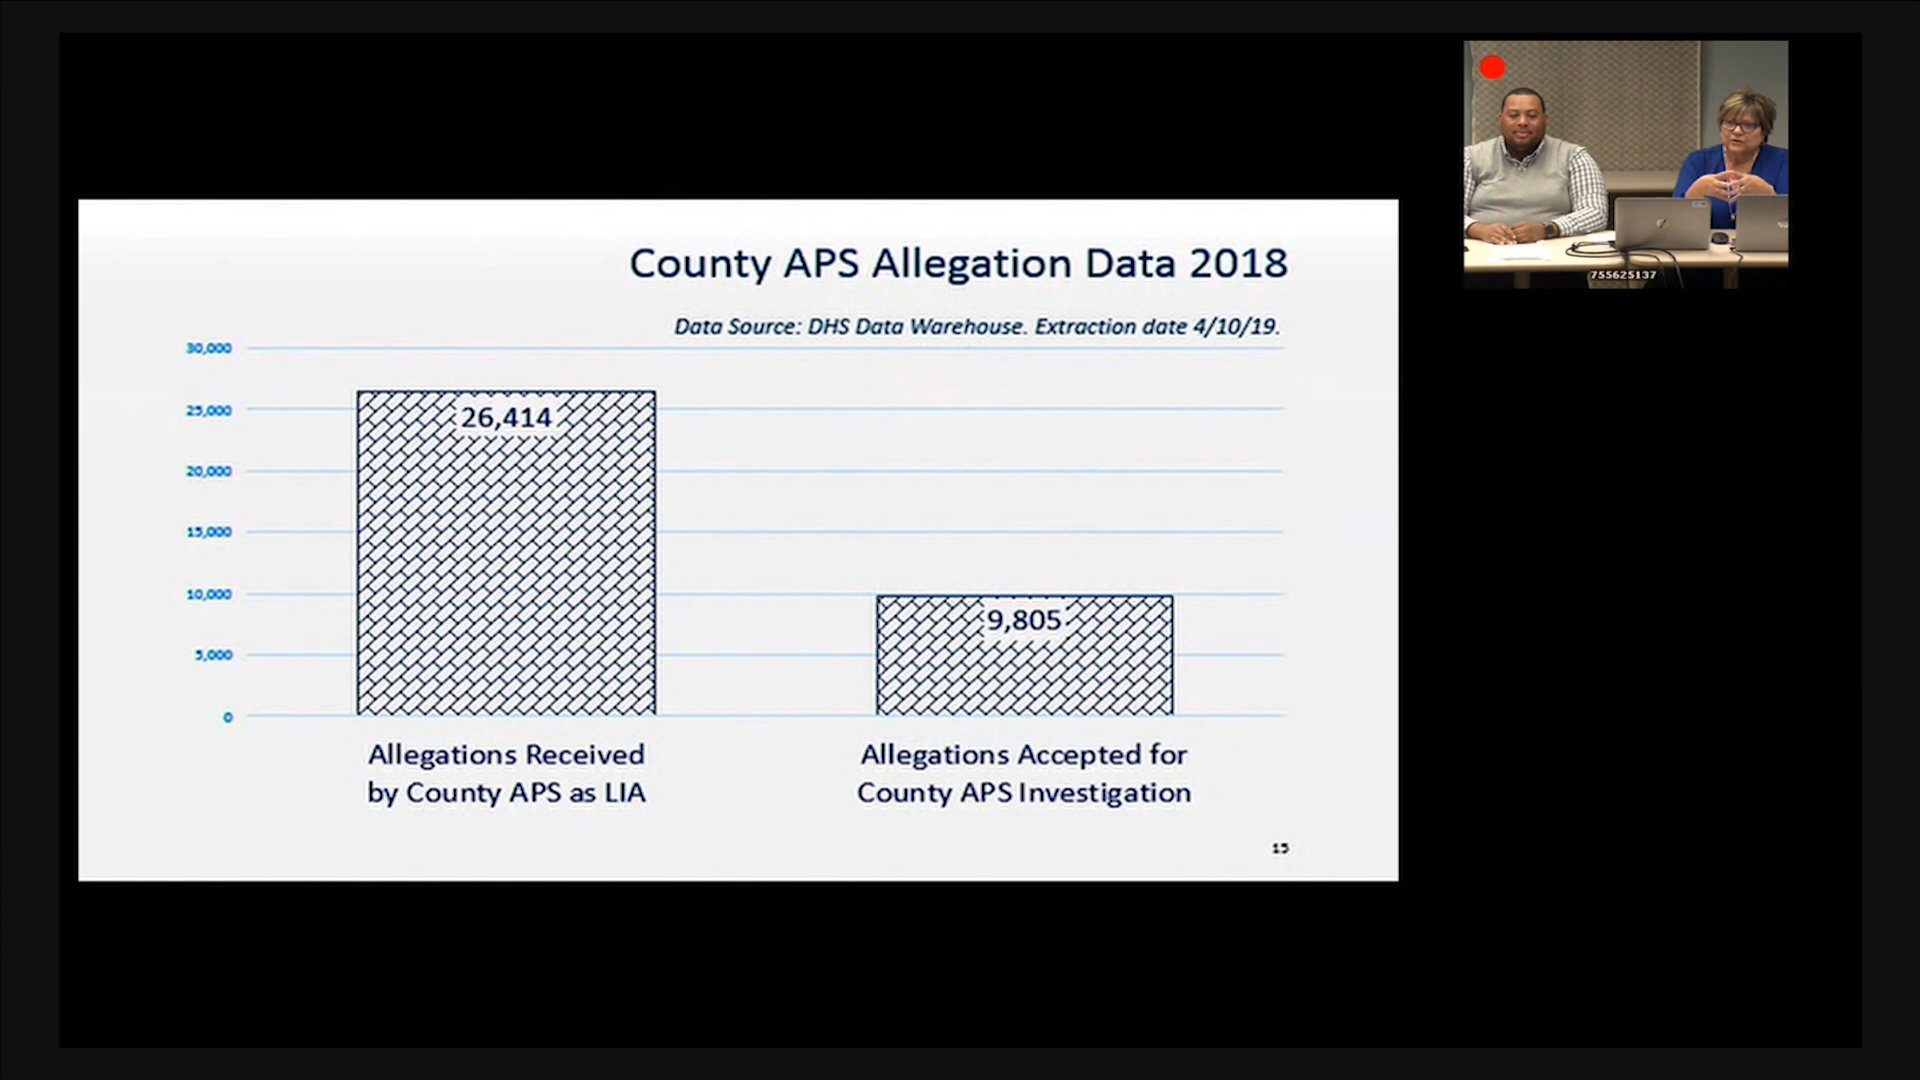 755625137
County APS Allegation Data 2018
Data Source: DHS Data Warehouse. Extraction date 4/10/19.
30,000
25,000
20,000
15,000
10,000
5,000
0
26,414
9,805
Allegations Received
by County APS as LIA
Allegations Accepted for
County APS Investigation
15